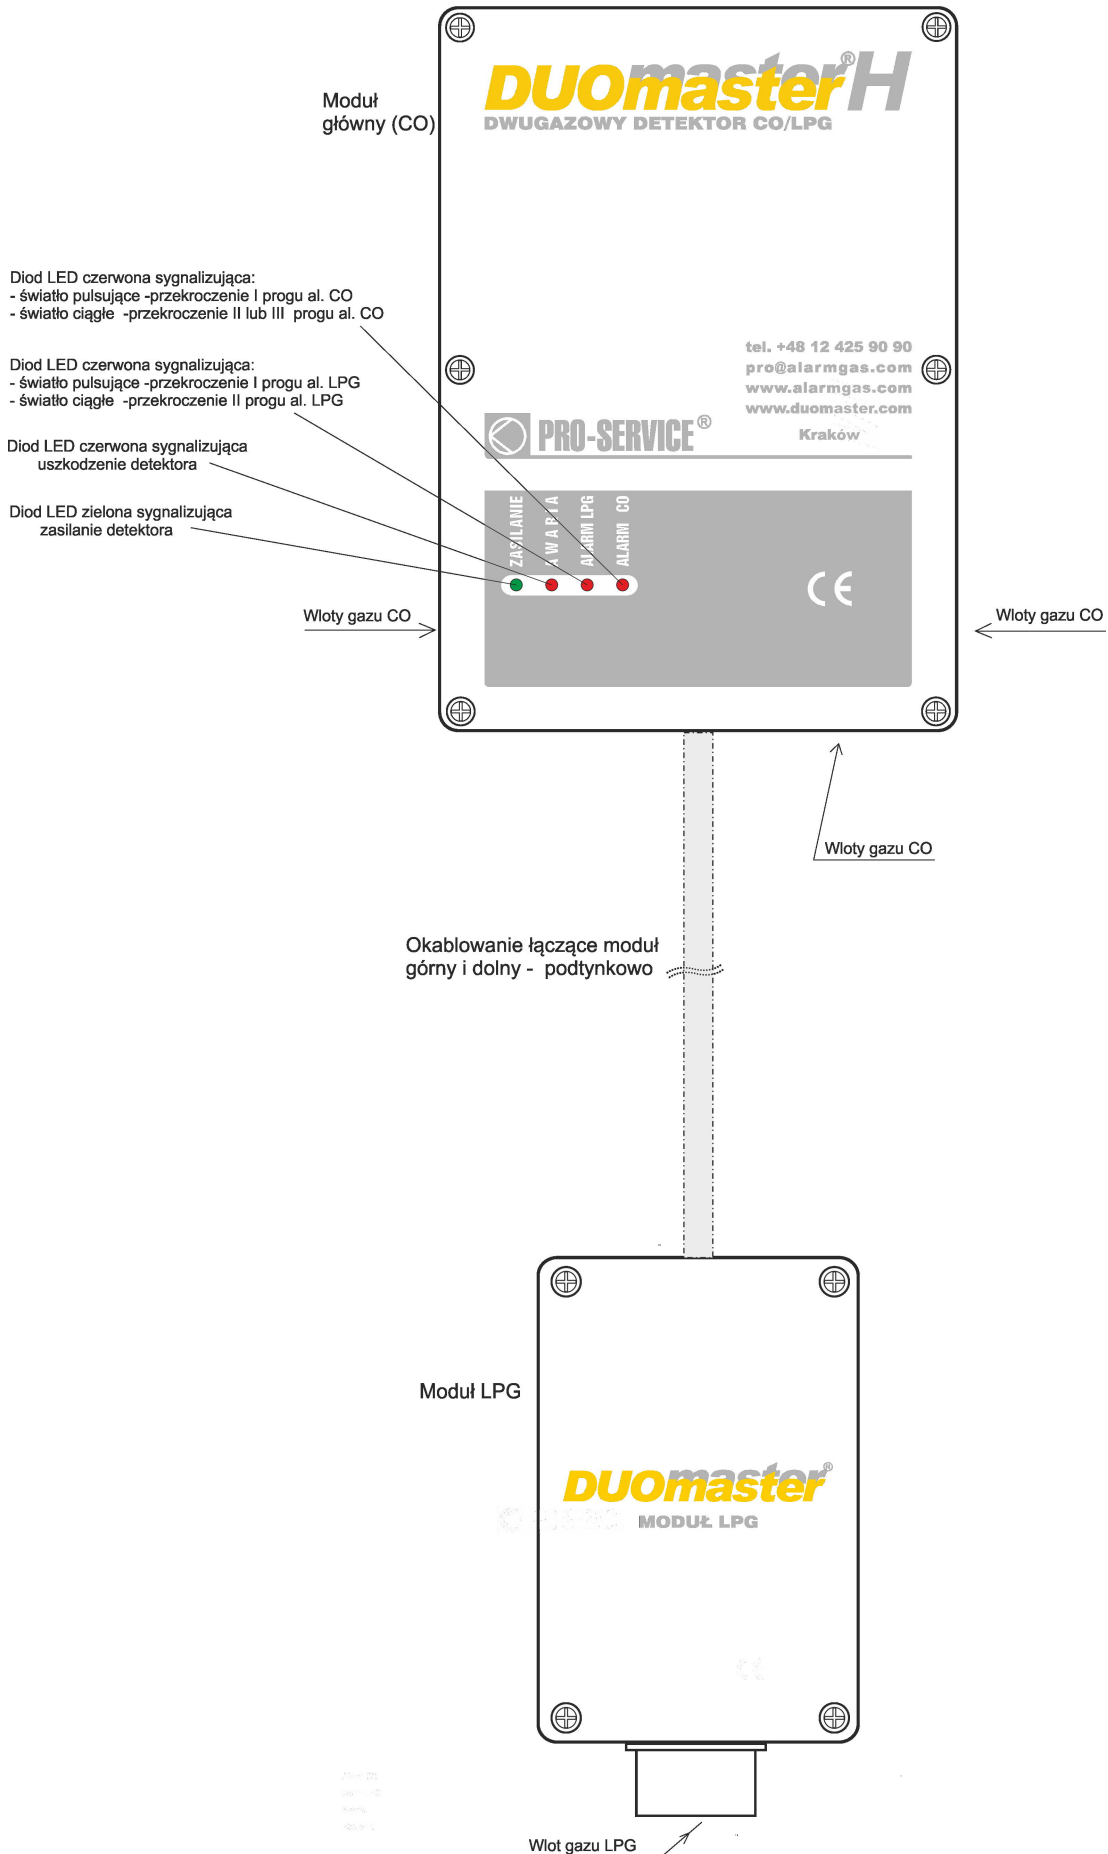 DUOmaster®H
DWUGAZOWY DETEKTOR CO/LPG
Moduł
główny (CO)
Diod LED czerwona sygnalizująca:
- światło pulsujące -przekroczenie I progu al. CO
- światło ciągłe -przekroczenie II lub III progu al. CO
Diod LED czerwona sygnalizująca:
- światło pulsujące -przekroczenie I progu al. LPG
- światło ciągłe -przekroczenie II progu al. LPG
Diod LED czerwona sygnalizująca
uszkodzenie detektora
Diod LED zielona sygnalizująca
zasilanie detektora
tel. +48 12 425 90 90
pro@alarmgas.com
www.alarmgas.com
www.duomaster.com
Kraków
PRO-SERVICE®
ZASILANIE
AWARIA
ALARM LPG
ALARM CO
CE
Wloty gazu CO
Wloty gazu CO
Wloty gazu CO
Okablowanie łączące moduł
górny i dolny - podtynkowo
Moduł LPG
DUOmaster®
MODUŁ LPG
Wlot gazu LPG